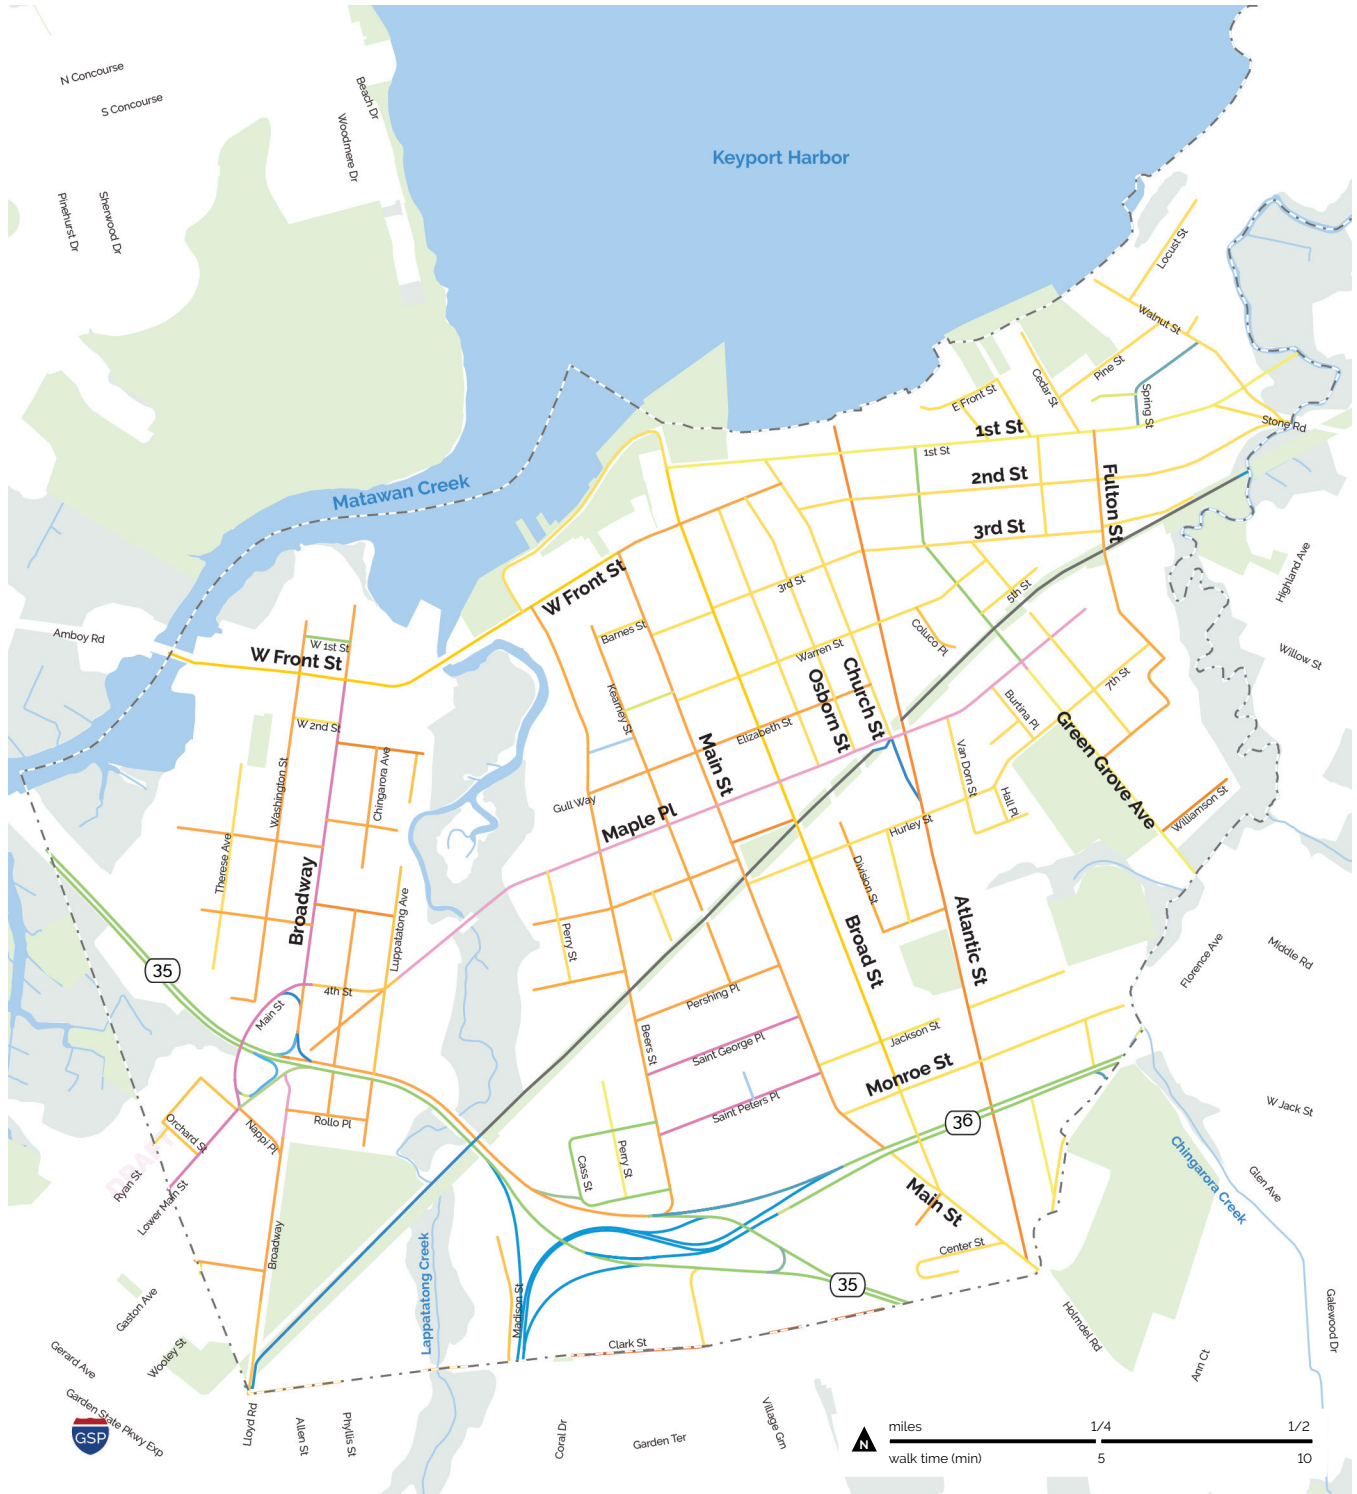 N Concourse
S Concourse
Beach Dr
Woodmere Dr
Pinehurst Dr
Sherwood Dr
Keyport Harbor
Locust St
Walnut St
Pine St
Cedar St
Spring St
E Front St
Stone Rd
1st St
1st St
2nd St
3rd St
Fulton St
Matawan Creek
Highland Ave
Willow St
Amboy Rd
W Front St
W Front St
W 1st St
W 2nd St
Barnes St
3rd St
5th St
Coluco Pl
Warren St
Kearney St
Church St
Osborn St
Elizabeth St
Main St
Burtina Pl
7th St
Green Grove Ave
Williamson St
Van Dorn St
Hall Pl
Hurley St
Gull Way
Maple Pl
Washington St
Chingarora Ave
Therese Ave
Broadway
Luppatatong Ave
Division St
Broad St
Atlantic St
Perry St
Florence Ave
Middle Rd
35
4th St
Main St
Pershing Pl
Beers St
Saint George Pl
Saint Peters Pl
Jackson St
Monroe St
36
W Jack St
Glen Ave
Chingarora Creek
Rollo Pl
Nappi Pl
Orchard St
DRAFT
Ryan St
Lower Main St
Cass St
Perry St
Main St
Center St
35
Broadway
Lappatatong Creek
Madison St
Clark St
Holmdel Rd
Galewood Dr
Ann Ct
Gaston Ave
Wooley St
Gerard Ave
Garden State Pkwy Exp
GSP
Lloyd Rd
Allen St
Phyllis St
Coral Dr
Garden Ter
Village Grn
N
miles 1/4 1/2
walk time (min) 5 10